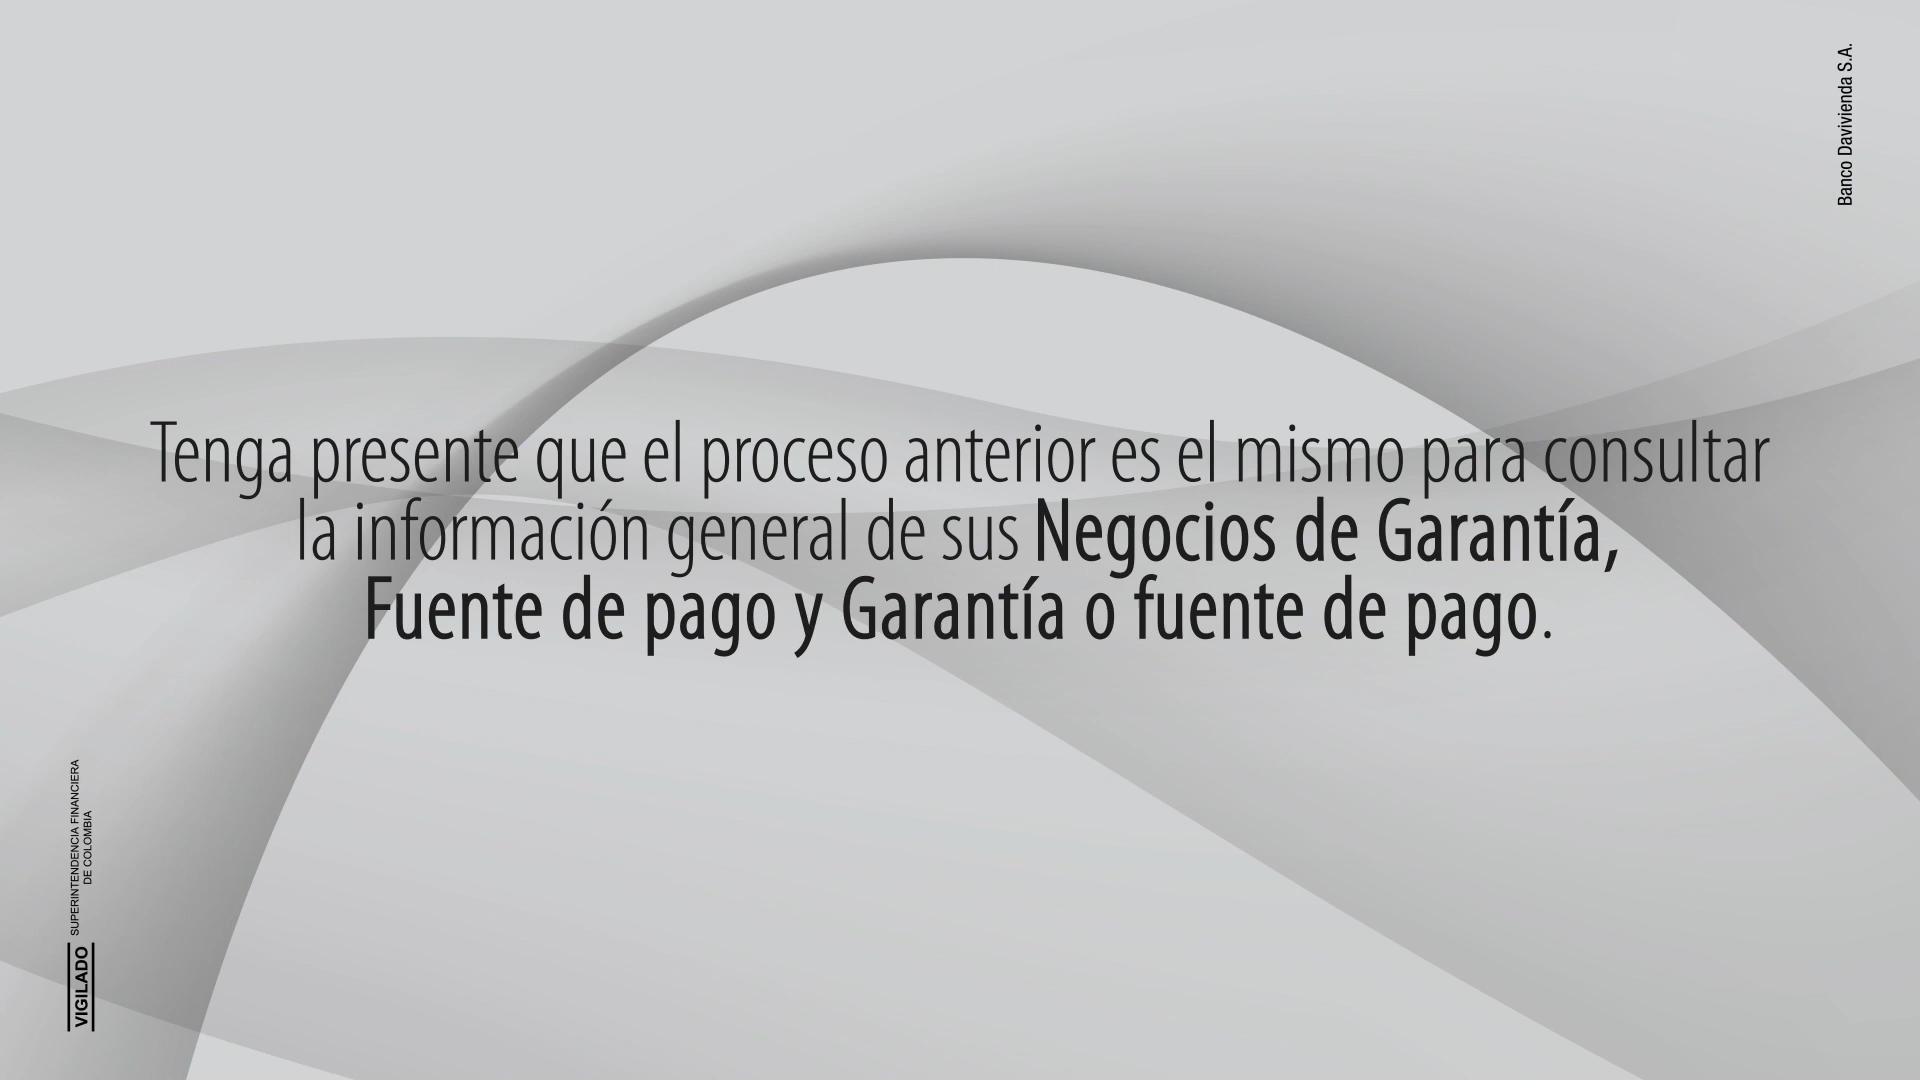 Banco Davivienda S.A.
Tenga presente que el proceso anterior es el mismo para consultar
la información general de sus Negocios de Garantía,
Fuente de pago y Garantía o fuente de pago.
VIGILADO SUPERINTENDENCIA FINANCIERA
DE COLOMBIA